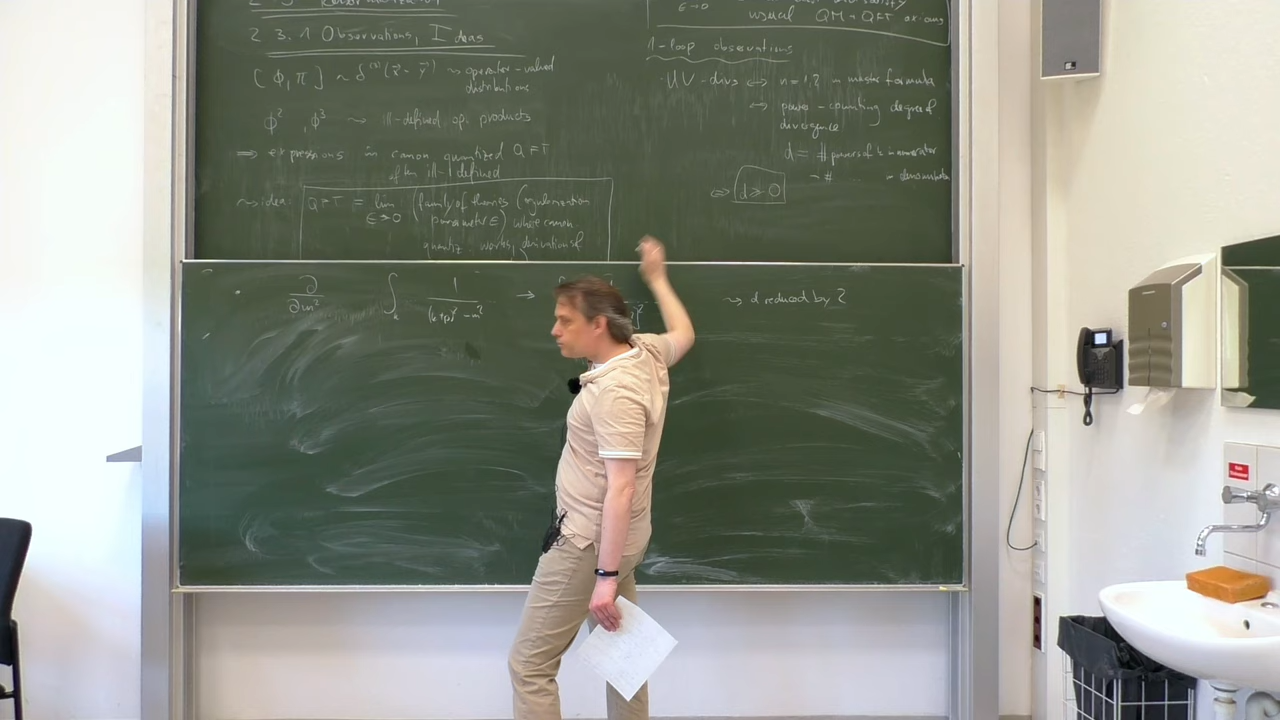 2.3.1 Observations, Ideas
[Φ,π] ~ δ⁽³⁾(x⃗-y⃗) ⇝ operator-valued
distributions
Φ² , Φ³ ⇝ ill-defined op. products
⟹ expressions in canon quantized QFT
often ill-defined
⇝ idea: QFT = lim ε→0 (family of theories (regularization
parameter ε) where canon.
quantiz works, derivation of
ε→0
usual QM + QFT axioms
1-loop observations
UV-divs ⟷ n=1,2 in master formula
⟷ power-counting degree of
divergence
d = # powers of k in numerator
- # " denominator
⇔ d ≥ 0
∂/∂m² ∫ₖ 1/((k+p)² - m²) → ⇝ d reduced by 2